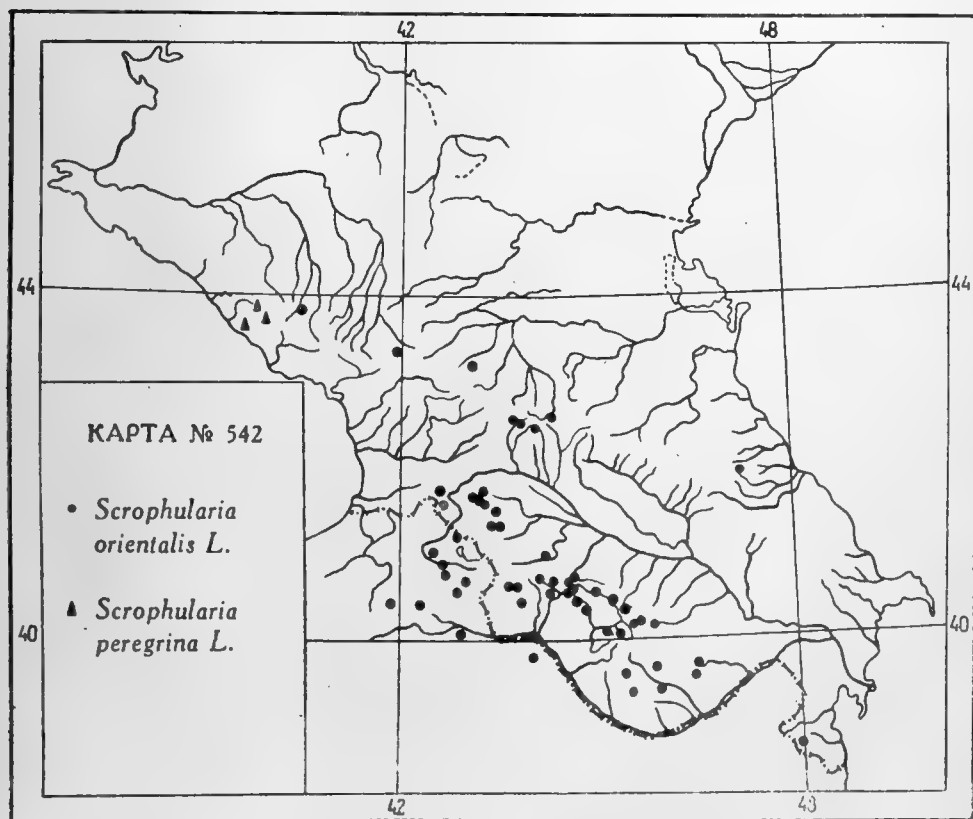 42 48
44 44
КАРТА № 542
• Scrophularia
orientalis L.
▲ Scrophularia
peregrina L.
40 40
42 48